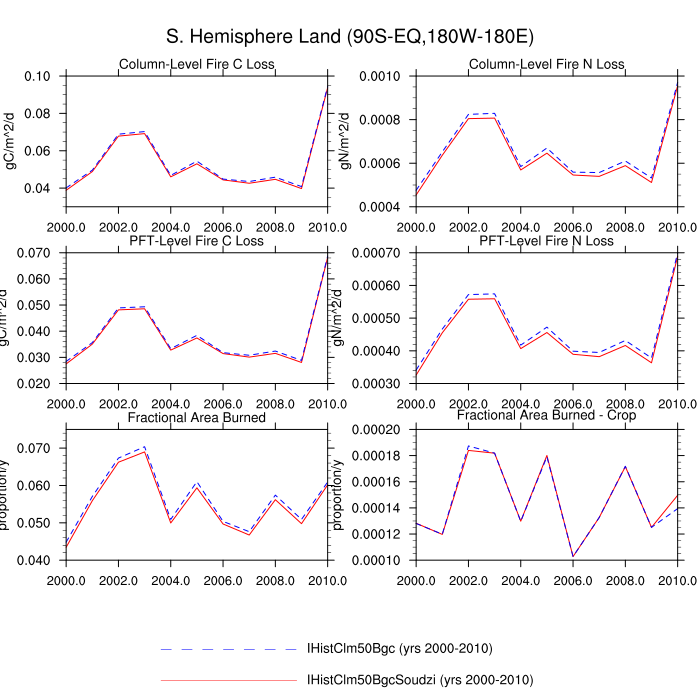 S. Hemisphere Land (90S-EQ,180W-180E)
Column-Level Fire C Loss
gC/m^2/d
0.10
0.08
0.06
0.04
2000.0 2002.0 2004.0 2006.0 2008.0 2010.0
Column-Level Fire N Loss
gN/m^2/d
0.0010
0.0008
0.0006
0.0004
2000.0 2002.0 2004.0 2006.0 2008.0 2010.0
PFT-Level Fire C Loss
gC/m^2/d
0.070
0.060
0.050
0.040
0.030
0.020
2000.0 2002.0 2004.0 2006.0 2008.0 2010.0
PFT-Level Fire N Loss
gN/m^2/d
0.00070
0.00060
0.00050
0.00040
0.00030
2000.0 2002.0 2004.0 2006.0 2008.0 2010.0
Fractional Area Burned
proportion/y
0.070
0.060
0.050
0.040
2000.0 2002.0 2004.0 2006.0 2008.0 2010.0
Fractional Area Burned - Crop
proportion/y
0.00020
0.00018
0.00016
0.00014
0.00012
0.00010
2000.0 2002.0 2004.0 2006.0 2008.0 2010.0
IHistClm50Bgc (yrs 2000-2010)
IHistClm50BgcSoudzi (yrs 2000-2010)